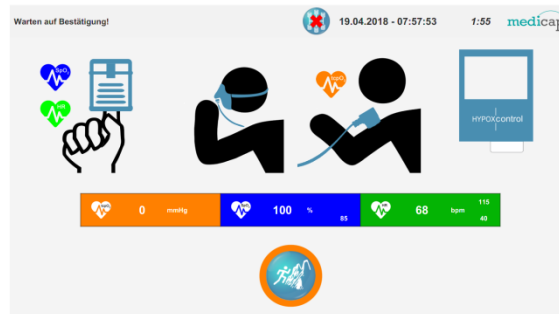 Warten auf Bestätigung!
19.04.2018 - 07:57:53
1:55
medicap
SpO₂
HR
HYPOXcontrol
0 mmHg
100 %
85
68 bpm
115
40